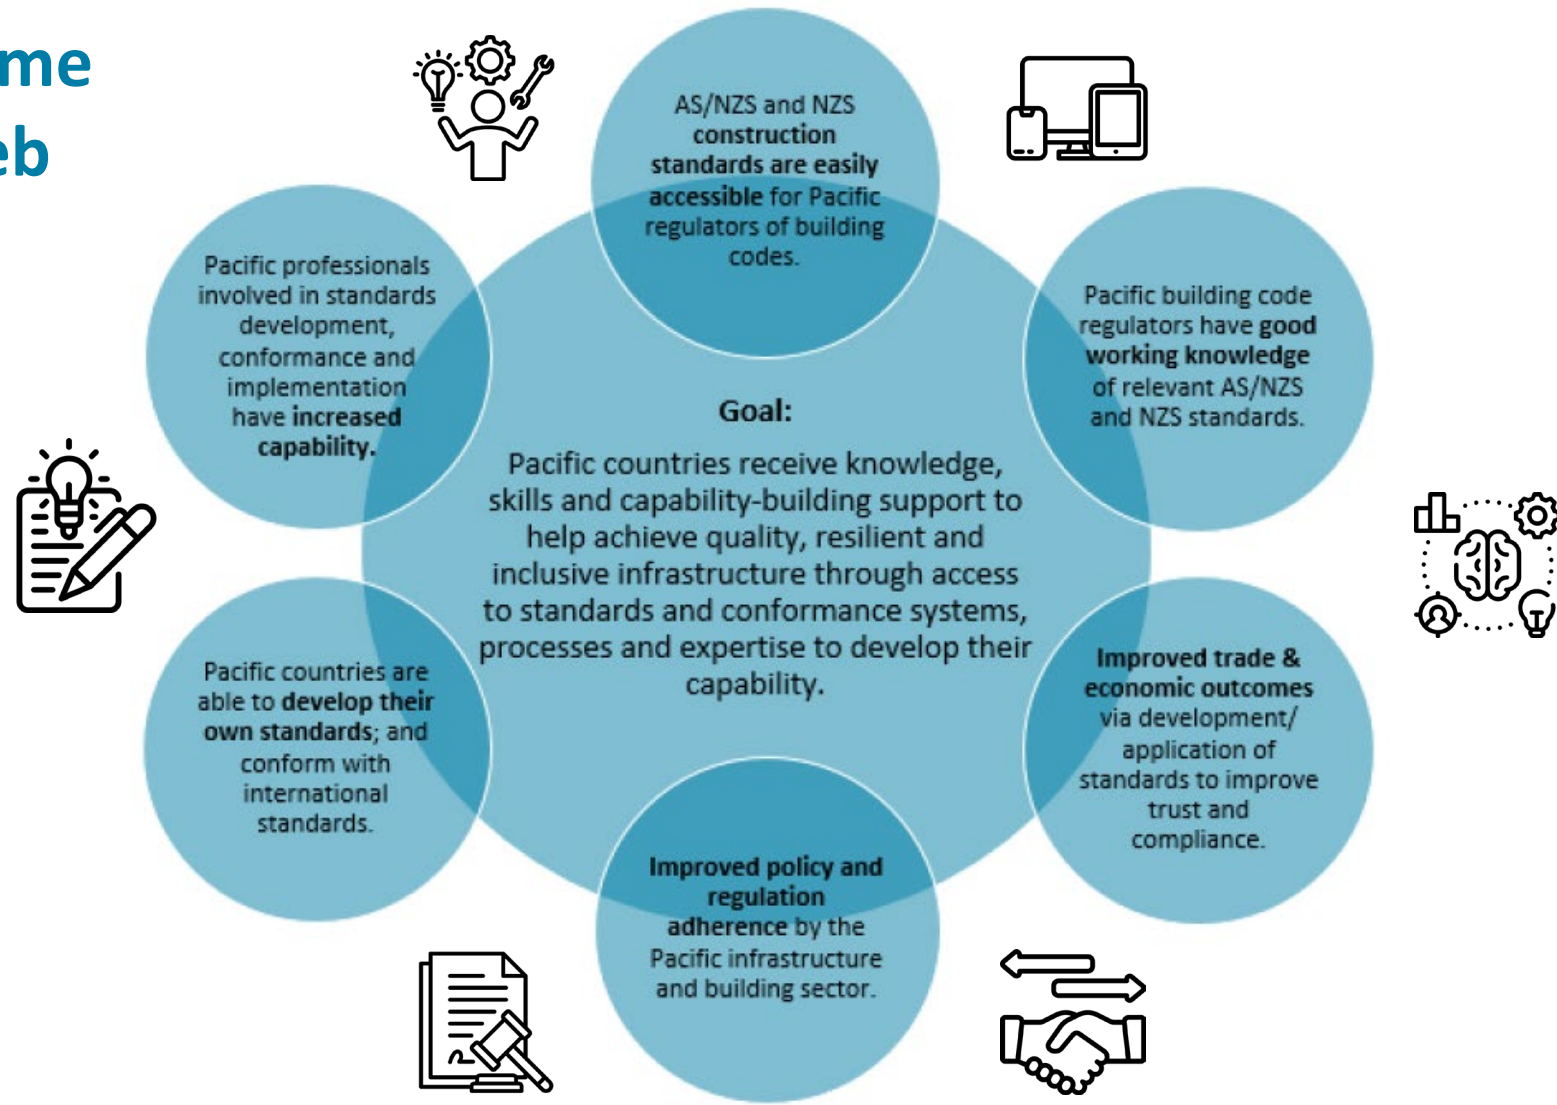 me
eb
AS/NZS and NZS
construction
standards are easily
accessible for Pacific
regulators of building
codes.
Pacific building code
regulators have good
working knowledge
of relevant AS/NZS
and NZS standards.
Improved trade &
economic outcomes
via development/
application of
standards to improve
trust and
compliance.
Improved policy and
regulation
adherence by the
Pacific infrastructure
and building sector.
Pacific countries are
able to develop their
own standards; and
conform with
international
standards.
Pacific professionals
involved in standards
development,
conformance and
implementation
have increased
capability.
Goal:
Pacific countries receive knowledge,
skills and capability-building support to
help achieve quality, resilient and
inclusive infrastructure through access
to standards and conformance systems,
processes and expertise to develop their
capability.